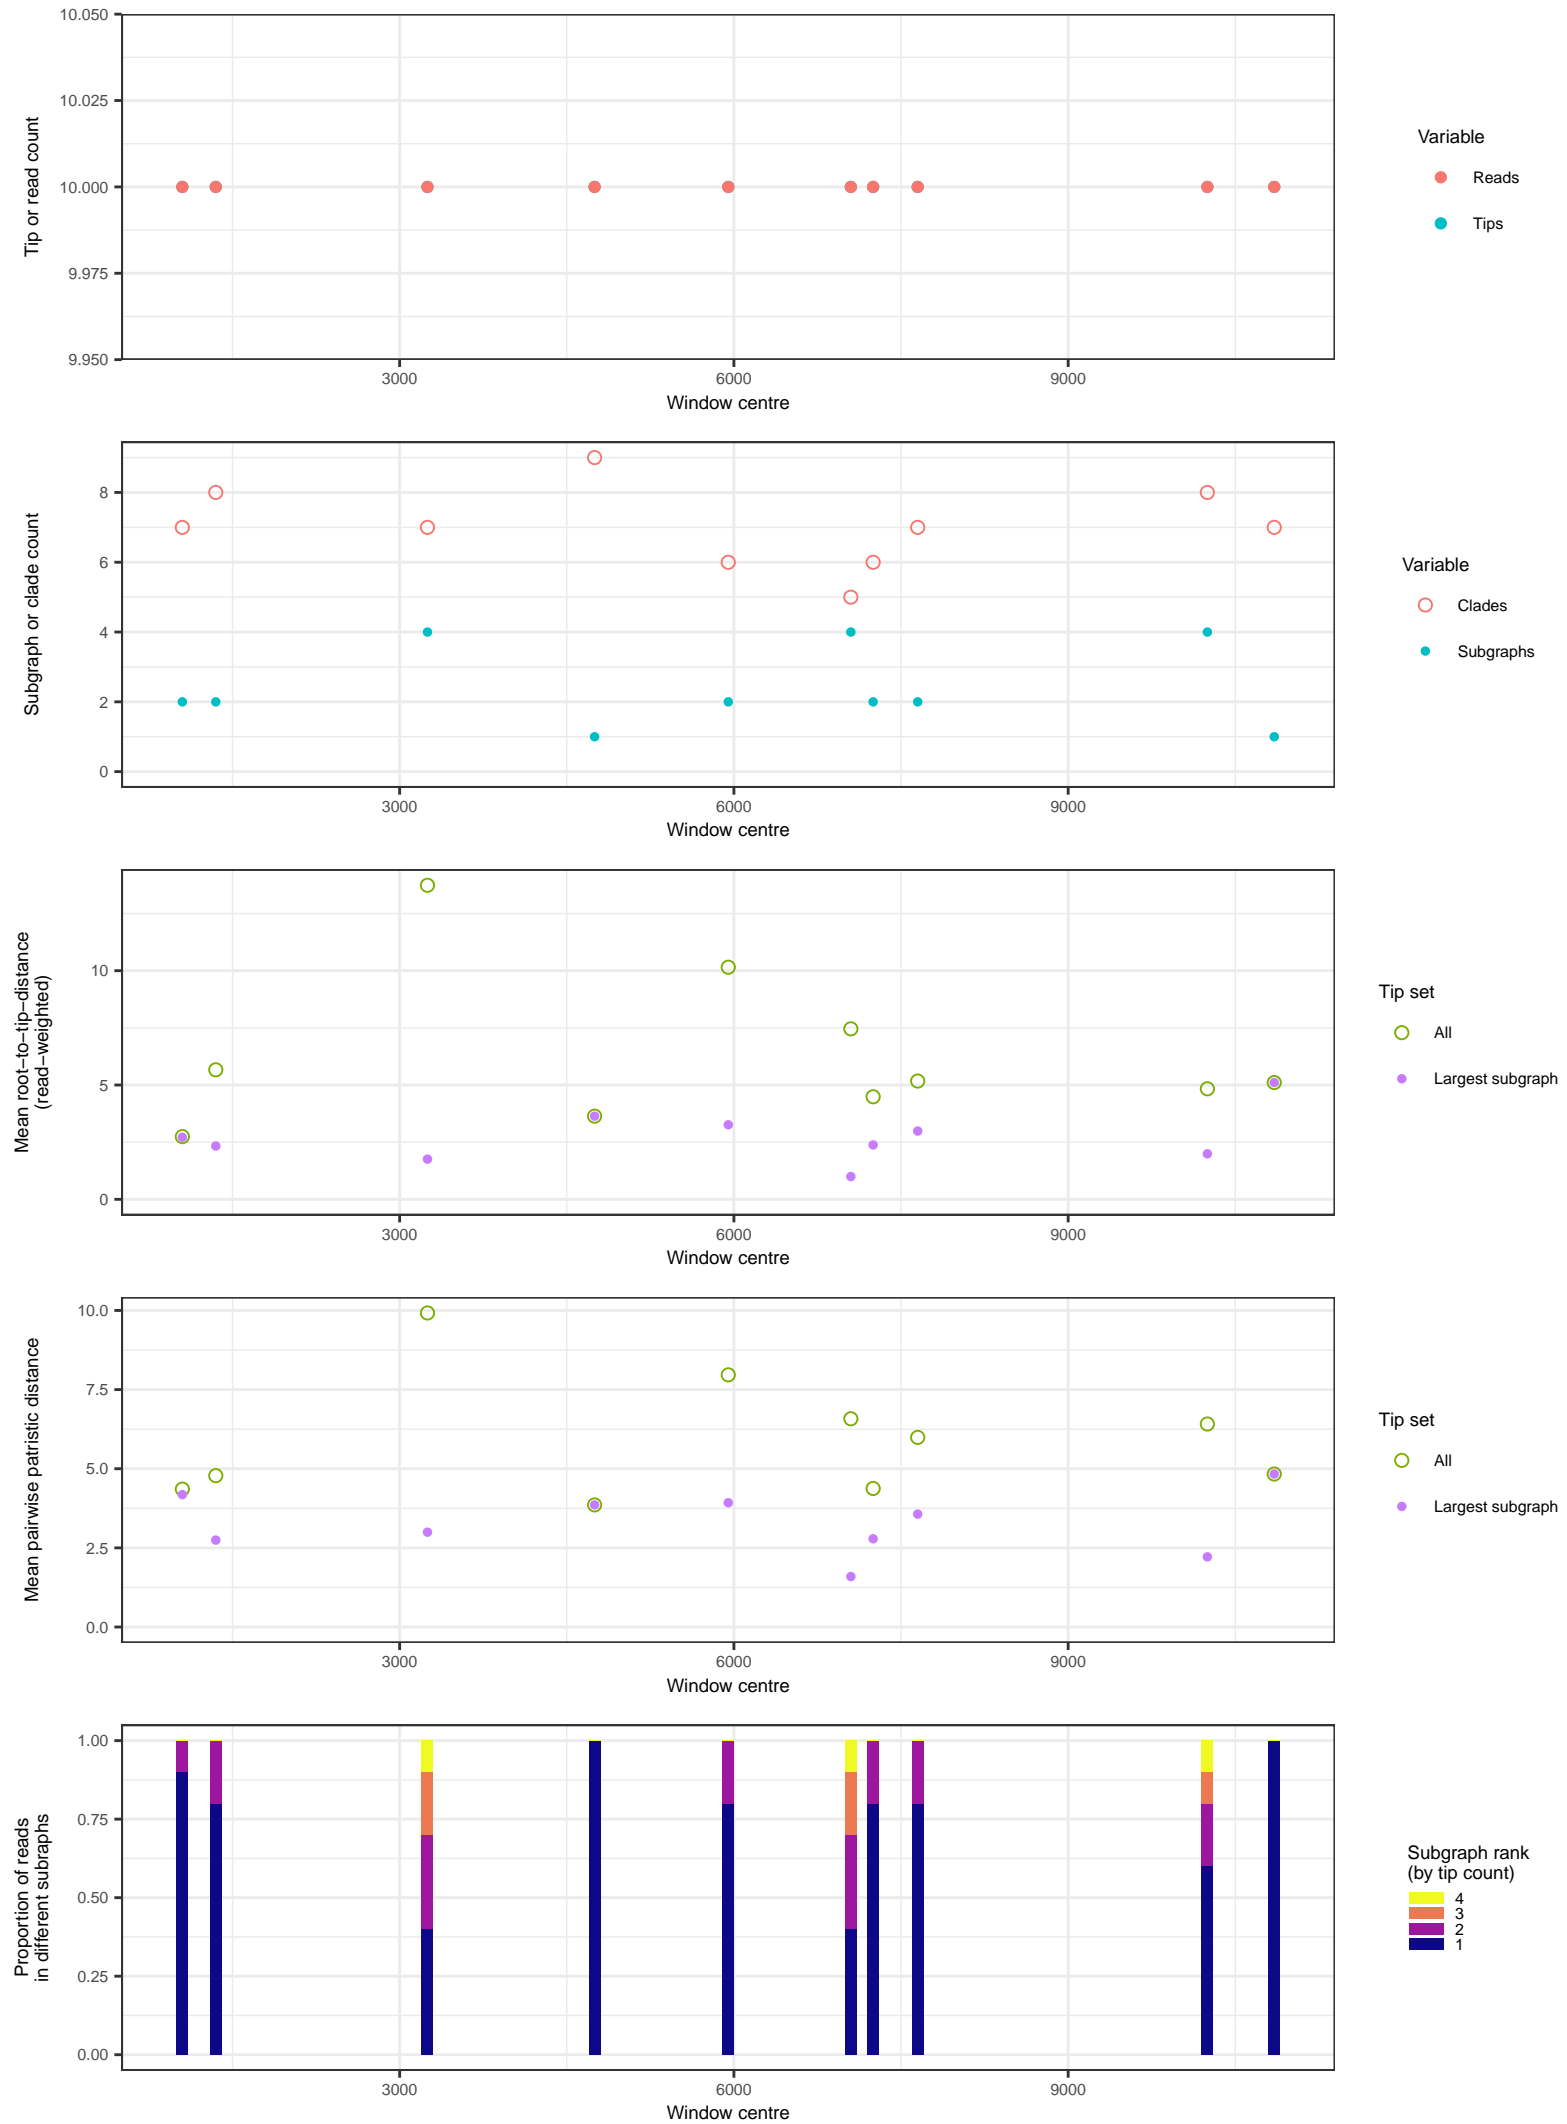 10.050
10.025
10.000
9.975
9.950
Tip or read count
3000 6000 9000
Window centre
Variable
Reads
Tips
8
6
4
2
0
Subgraph or clade count
3000 6000 9000
Window centre
Variable
Clades
Subgraphs
10
5
0
Mean root−to−tip−distance
(read−weighted)
3000 6000 9000
Window centre
Tip set
All
Largest subgraph
10.0
7.5
5.0
2.5
0.0
Mean pairwise patristic distance
3000 6000 9000
Window centre
Tip set
All
Largest subgraph
1.00
0.75
0.50
0.25
0.00
Proportion of reads
in different subraphs
3000 6000 9000
Window centre
Subgraph rank
(by tip count)
4
3
2
1